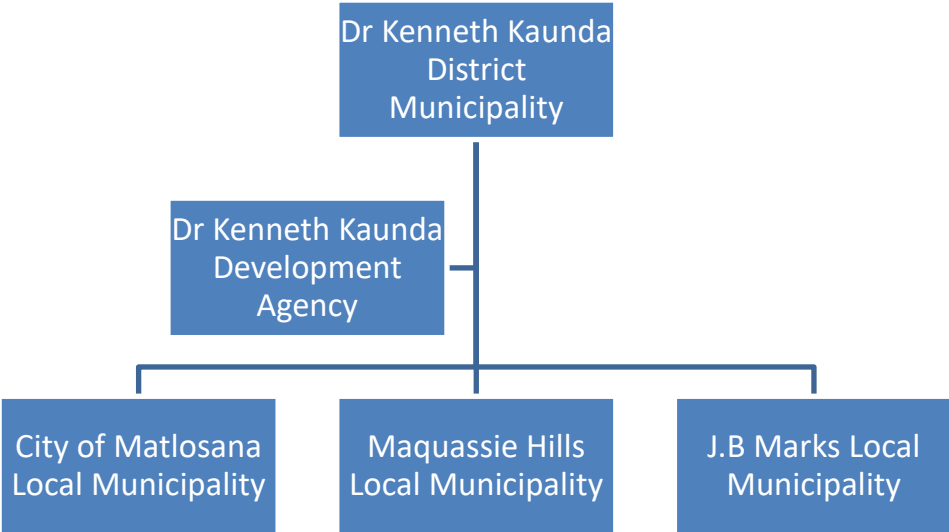 Dr Kenneth Kaunda
District
Municipality
Dr Kenneth Kaunda
Development
Agency
City of Matlosana
Local Municipality
Maquassie Hills
Local Municipality
J.B Marks Local
Municipality